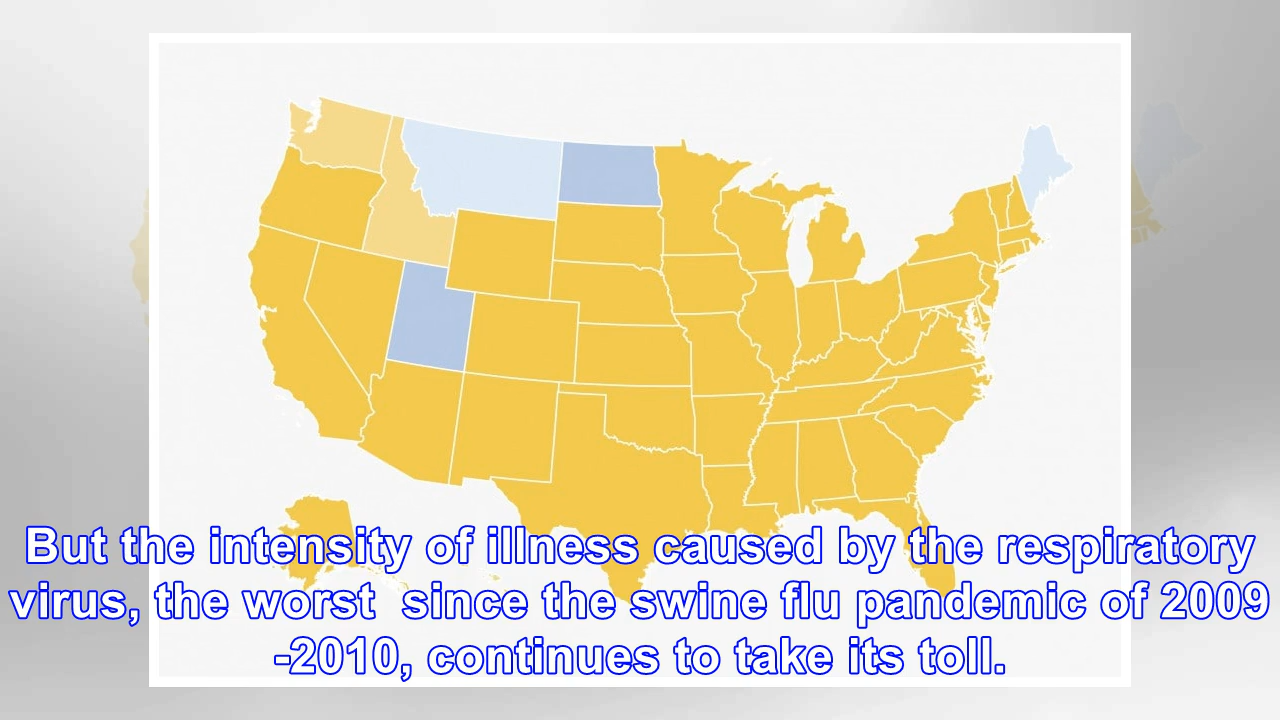 But the intensity of illness caused by the respiratory
virus, the worst  since the swine flu pandemic of 2009
-2010, continues to take its toll.